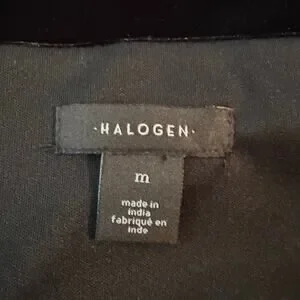 ·HALOGEN·
m
made in
india
fabriqué en
inde